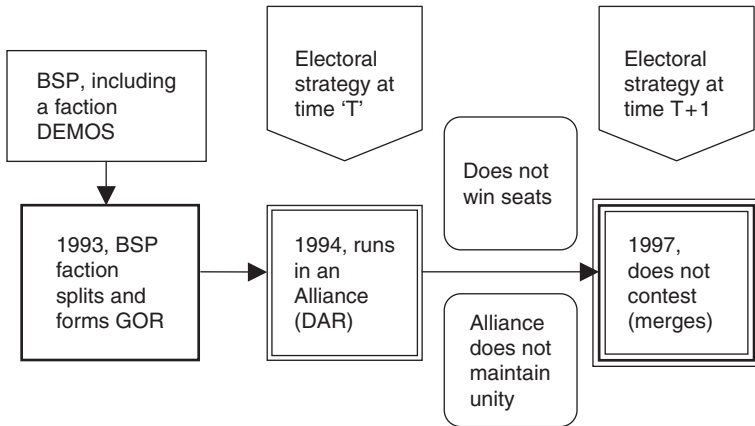 BSP, including
a faction
DEMOS
Electoral
strategy at
time ‘T’
Electoral
strategy at
time T+1
Does not
win seats
1993, BSP
faction
splits and
forms GOR
1994, runs
in an
Alliance
(DAR)
1997,
does not
contest
(merges)
Alliance
does not
maintain
unity